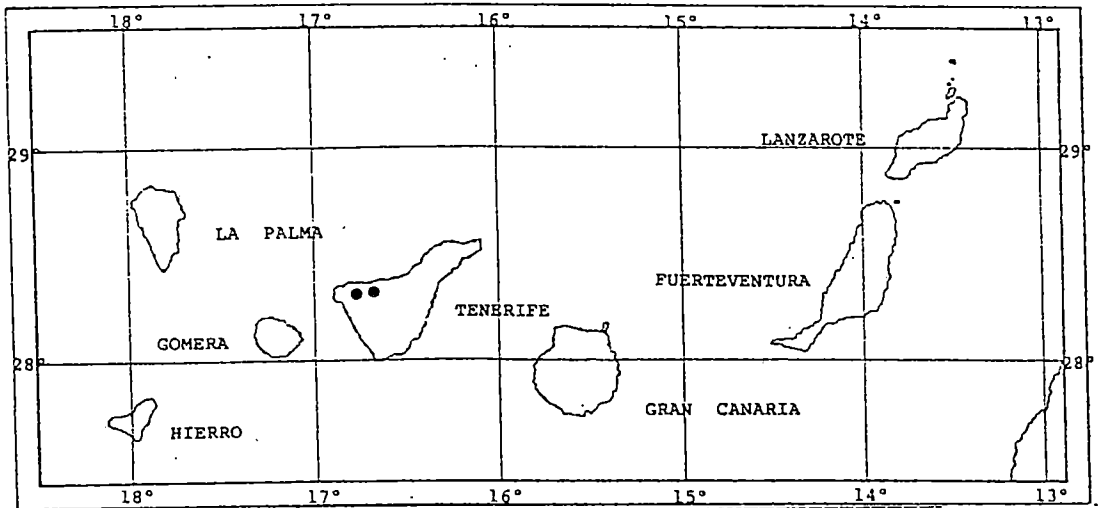 18° 17° 16° 15° 14° 13°
LANZAROTE
29° 29°
LA PALMA
FUERTEVENTURA
TENERIFE
GOMERA
28° 28°
GRAN CANARIA
HIERRO
18° 17° 16° 15° 14° 13°